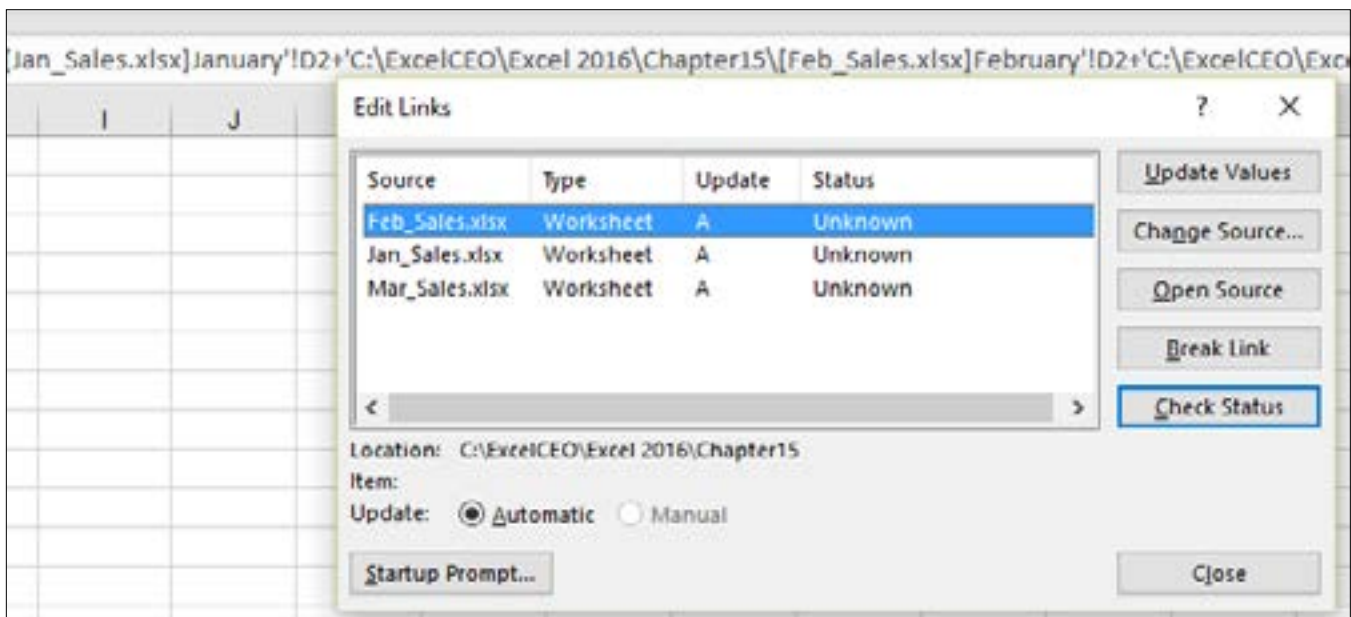 [Jan_Sales.xlsx]January'!D2+'C:\ExcelCEO\Excel 2016\Chapter15\[Feb_Sales.xlsx]February'!D2+'C:\ExcelCEO\Exce
I J
Edit Links ? X
Source Type Update Status
Feb_Sales.xlsx Worksheet A Unknown
Jan_Sales.xlsx Worksheet A Unknown
Mar_Sales.xlsx Worksheet A Unknown
Update Values
Change Source...
Open Source
Break Link
Check Status
Location: C:\ExcelCEO\Excel 2016\Chapter15
Item:
Update: Automatic Manual
Startup Prompt...
Close